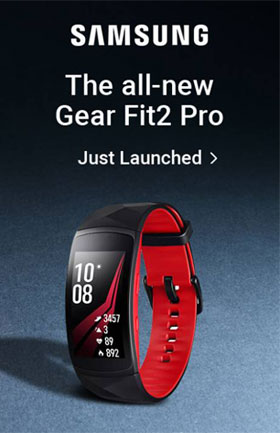 SAMSUNG
The all-new
Gear Fit2 Pro
Just Launched >
10
08
3457
3
89
892